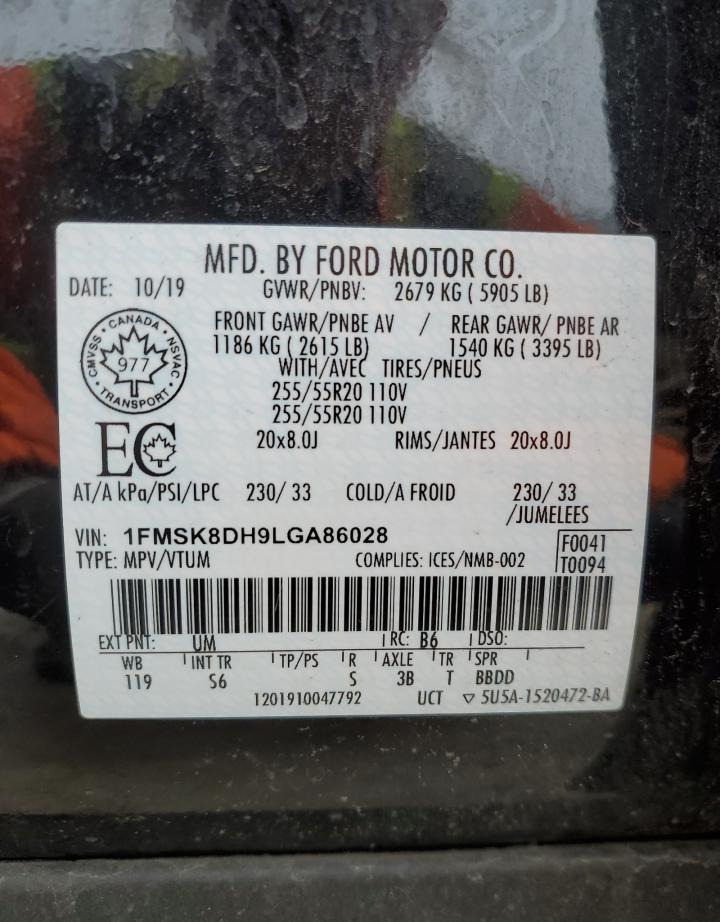 MFD. BY FORD MOTOR CO.
DATE: 10/19 GVWR/PNBV: 2679 KG ( 5905 LB)
FRONT GAWR/PNBE AV / REAR GAWR/ PNBE AR
1186 KG ( 2615 LB) 1540 KG ( 3395 LB)
WITH/AVEC TIRES/PNEUS
255/55R20 110V
255/55R20 110V
20x8.0J RIMS/JANTES 20x8.0J
CANADA
CMVSS 977 NSVAC
TRANSPORT
EC
AT/A kPa/PSI/LPC 230/ 33 COLD/A FROID 230/ 33
/JUMELEES
VIN: 1FMSK8DH9LGA86028 F0041
TYPE: MPV/VTUM COMPLIES: ICES/NMB-002 T0094
EXT PNT: UM RC: B6 DSO:
WB INT TR TP/PS R AXLE TR SPR
119 S6 S 3B T BBDD
1201910047792 UCT ▽ 5U5A-1520472-BA